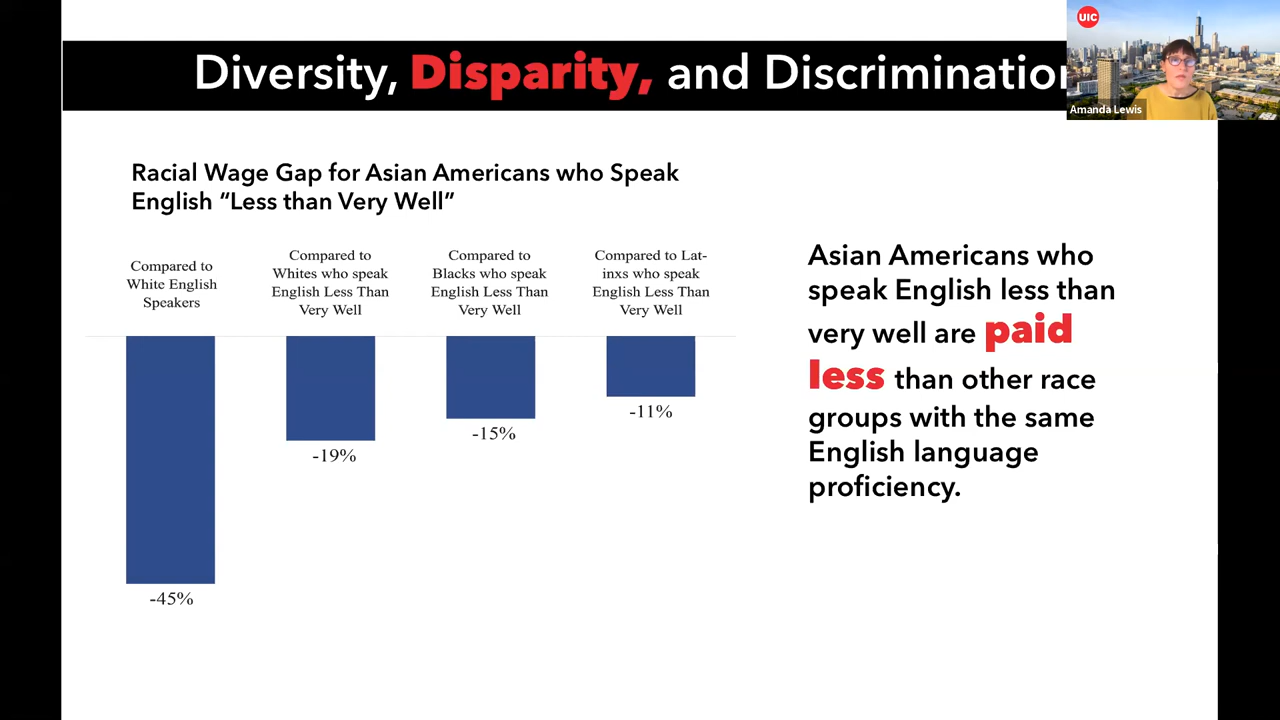 Diversity, Disparity, and Discrimination
UIC
Amanda Lewis
Racial Wage Gap for Asian Americans who Speak
English “Less than Very Well”
Compared to
White English
Speakers
Compared to
Whites who speak
English Less Than
Very Well
Compared to
Blacks who speak
English Less Than
Very Well
Compared to Lat-
inxs who speak
English Less Than
Very Well
-45%
-19%
-15%
-11%
Asian Americans who
speak English less than
very well are paid
less than other race
groups with the same
English language
proficiency.